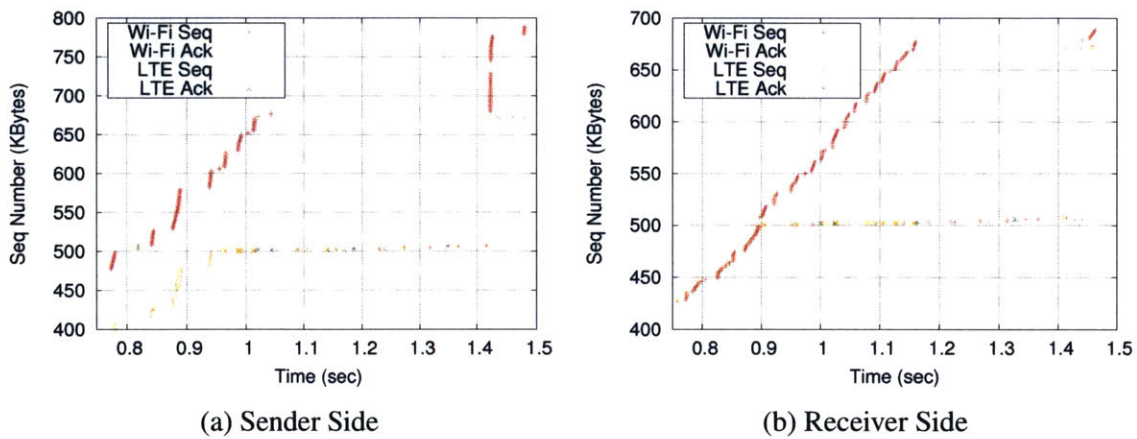 800
750
700
650
600
550
500
450
400
Seq Number (KBytes)
Wi-Fi Seq
Wi-Fi Ack
LTE Seq
LTE Ack
0.8 0.9 1 1.1 1.2 1.3 1.4 1.5
Time (sec)
(a) Sender Side
700
650
600
550
500
450
400
Seq Number (KBytes)
Wi-Fi Seq
Wi-Fi Ack
LTE Seq
LTE Ack
0.8 0.9 1 1.1 1.2 1.3 1.4 1.5
Time (sec)
(b) Receiver Side